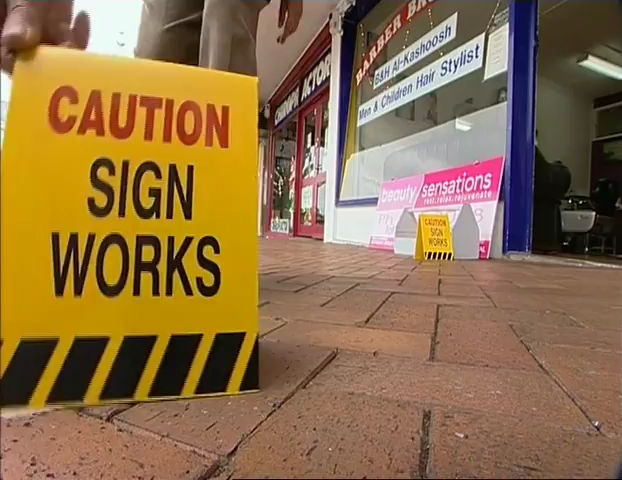 CAUTION
SIGN
WORKS
BARBER
B&H Al-Kashoosh
Men & Children Hair Stylist
beauty sensations
rest.relax.rejuvenate
CAUTION
SIGN
WORKS